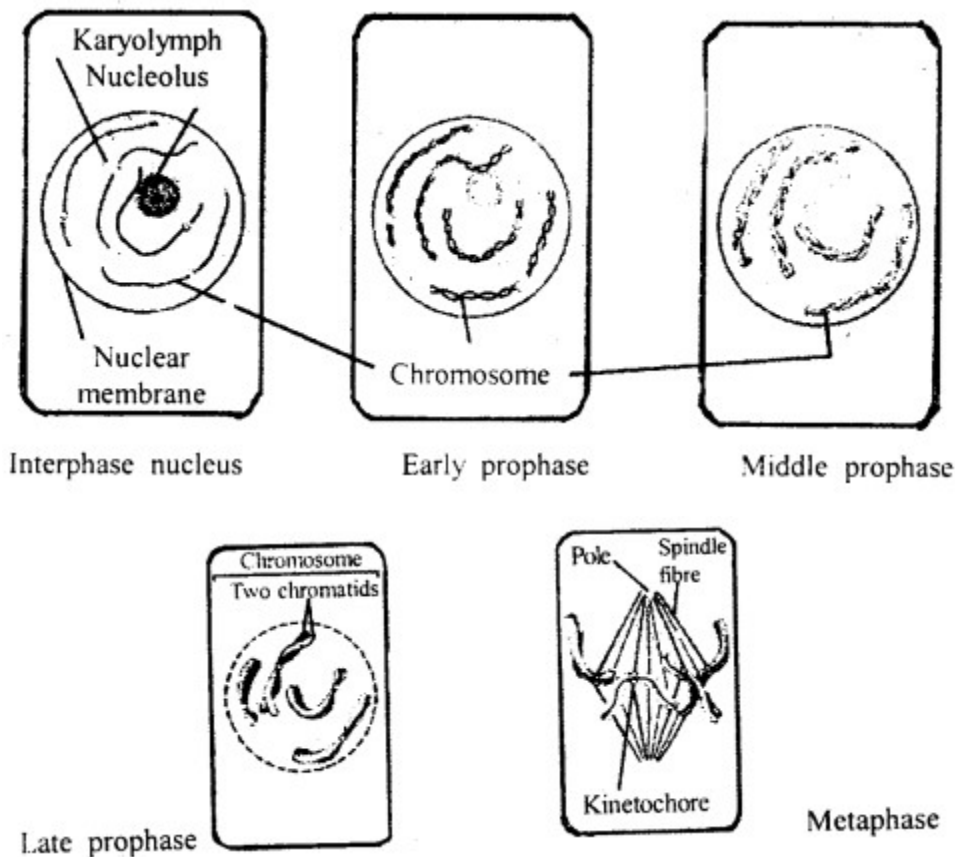 Karyolymph
Nucleolus
Nuclear
membrane
Chromosome
Interphase nucleus
Early prophase
Middle prophase
Chromosome
Two chromatids
Pole
Spindle
fibre
Kinetochore
Late prophase
Metaphase